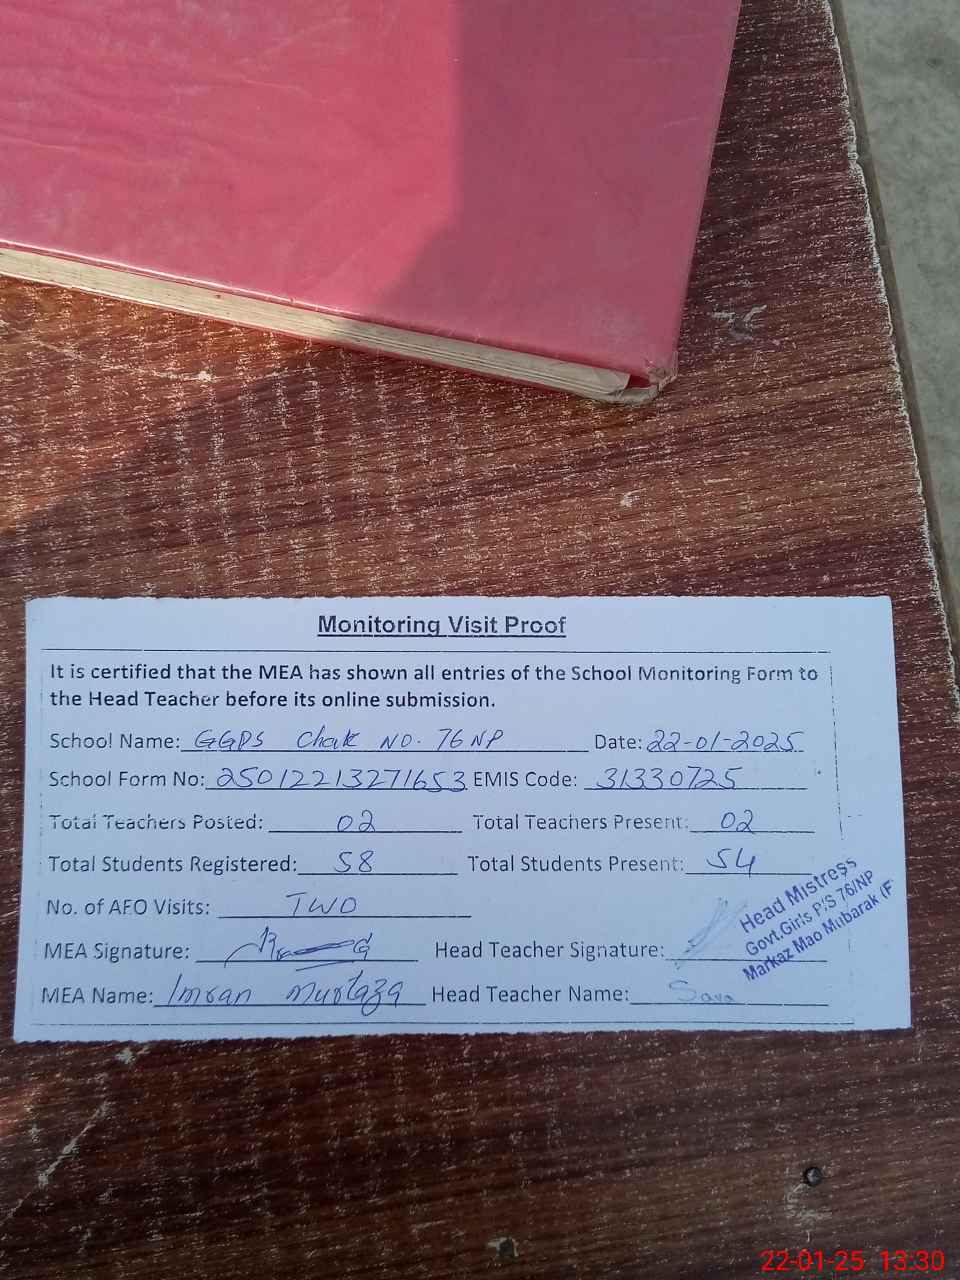 Monitoring Visit Proof
It is certified that the MEA has shown all entries of the School Monitoring Form to
the Head Teacher before its online submission.
School Name: GGPS Chak NO. 76 NP Date: 22-01-2025
School Form No: 25012213271653 EMIS Code: 31330725
Total Teachers Posted: 02 Total Teachers Present: 02
Total Students Registered: 58 Total Students Present: 54
No. of AEO Visits: TWO
MEA Signature: Head Teacher Signature:
MEA Name: Imran Murtaza Head Teacher Name: Sava
Head Mistress
Govt.Girls P/S 76/NP
Markaz Mao Mubarak (F
22-01-25 13:30